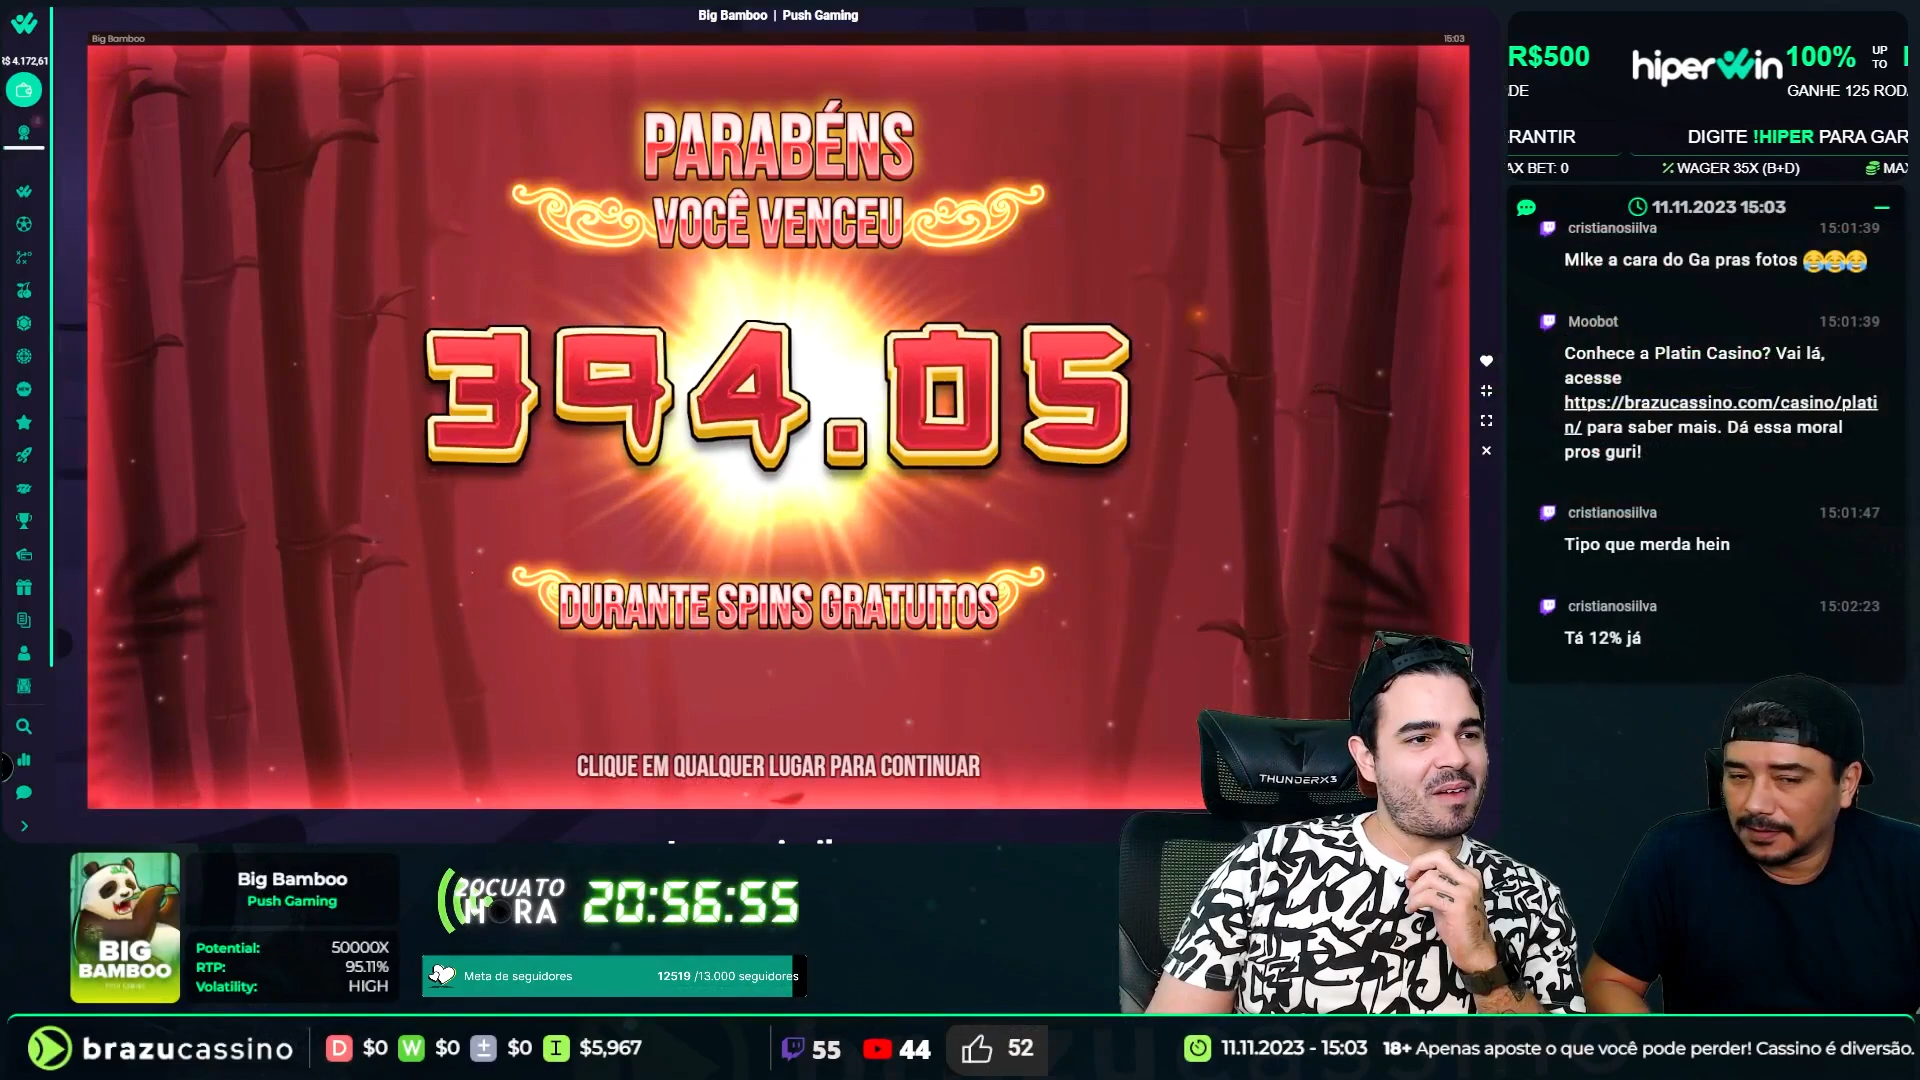 Big Bamboo | Push Gaming
Big Bamboo
15:03
R$ 4.172,61
PARABÉNS
VOCÊ VENCEU
394.05
DURANTE SPINS GRATUITOS
CLIQUE EM QUALQUER LUGAR PARA CONTINUAR
R$500
hiperwin
100% UP TO
DE
GANHE 125 ROD
RANTIR
DIGITE !HIPER PARA GAR
AX BET: 0
WAGER 35X (B+D)
MAX
11.11.2023 15:03
cristianosiilva 15:01:39
Mlke a cara do Ga pras fotos 😂😂😂
Moobot 15:01:39
Conhece a Platin Casino? Vai lá,
acesse
https://brazucassino.com/casino/plati
n/ para saber mais. Dá essa moral
pros guri!
cristianosiilva 15:01:47
Tipo que merda hein
cristianosiilva 15:02:23
Tá 12% já
THUNDERX3
BIG
BAMBOO
Big Bamboo
Push Gaming
Potential: 50000X
RTP: 95.11%
Volatility: HIGH
20:56:55
Meta de seguidores 12519 /13.000 seguidores
brazucassino
D $0 W $0 ± $0 I $5,967
55 44 52
11.11.2023 - 15:03
18+ Apenas aposte o que você pode perder! Cassino é diversão.